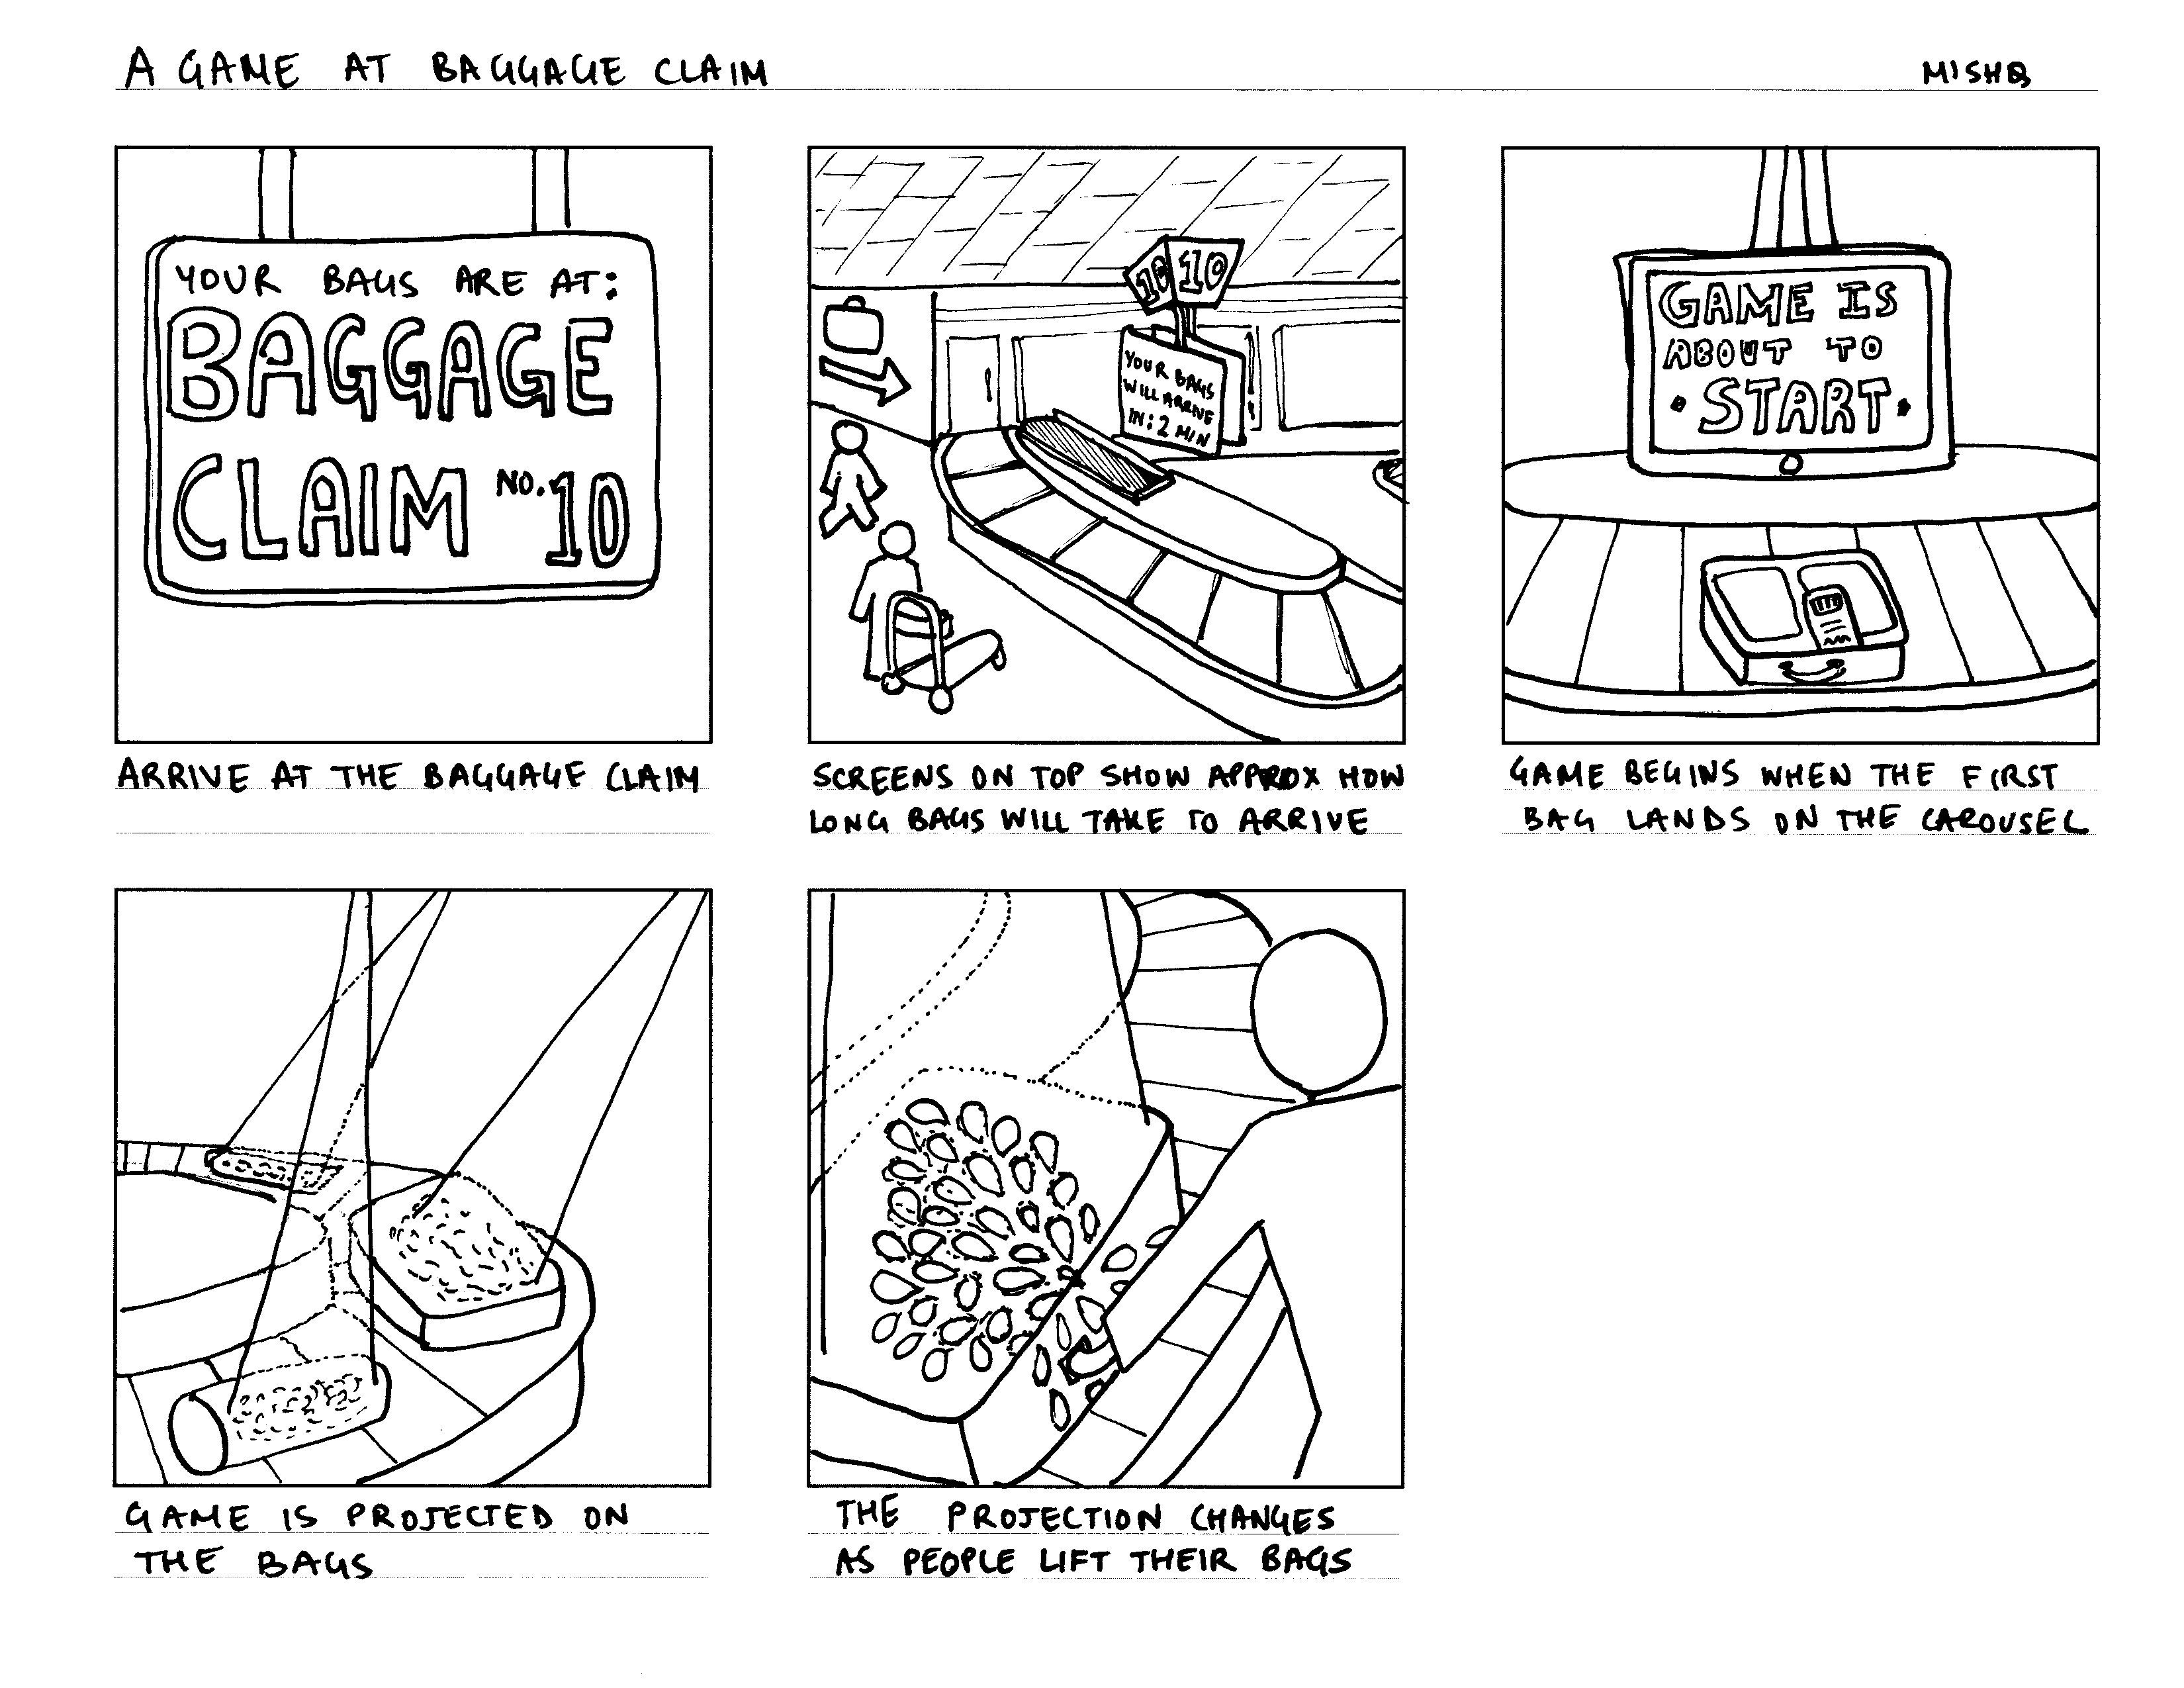 A GAME AT BAGGAGE CLAIM
MISHA
YOUR BAGS ARE AT:
BAGGAGE
CLAIM NO. 10
ARRIVE AT THE BAGGAGE CLAIM
10 10
YOUR BAGS
WILL ARRIVE
IN: 2 MIN
SCREENS ON TOP SHOW APPROX HOW
LONG BAGS WILL TAKE TO ARRIVE
GAME IS
ABOUT TO
START
GAME BEGINS WHEN THE FIRST
BAG LANDS ON THE CAROUSEL
GAME IS PROJECTED ON
THE BAGS
THE PROJECTION CHANGES
AS PEOPLE LIFT THEIR BAGS